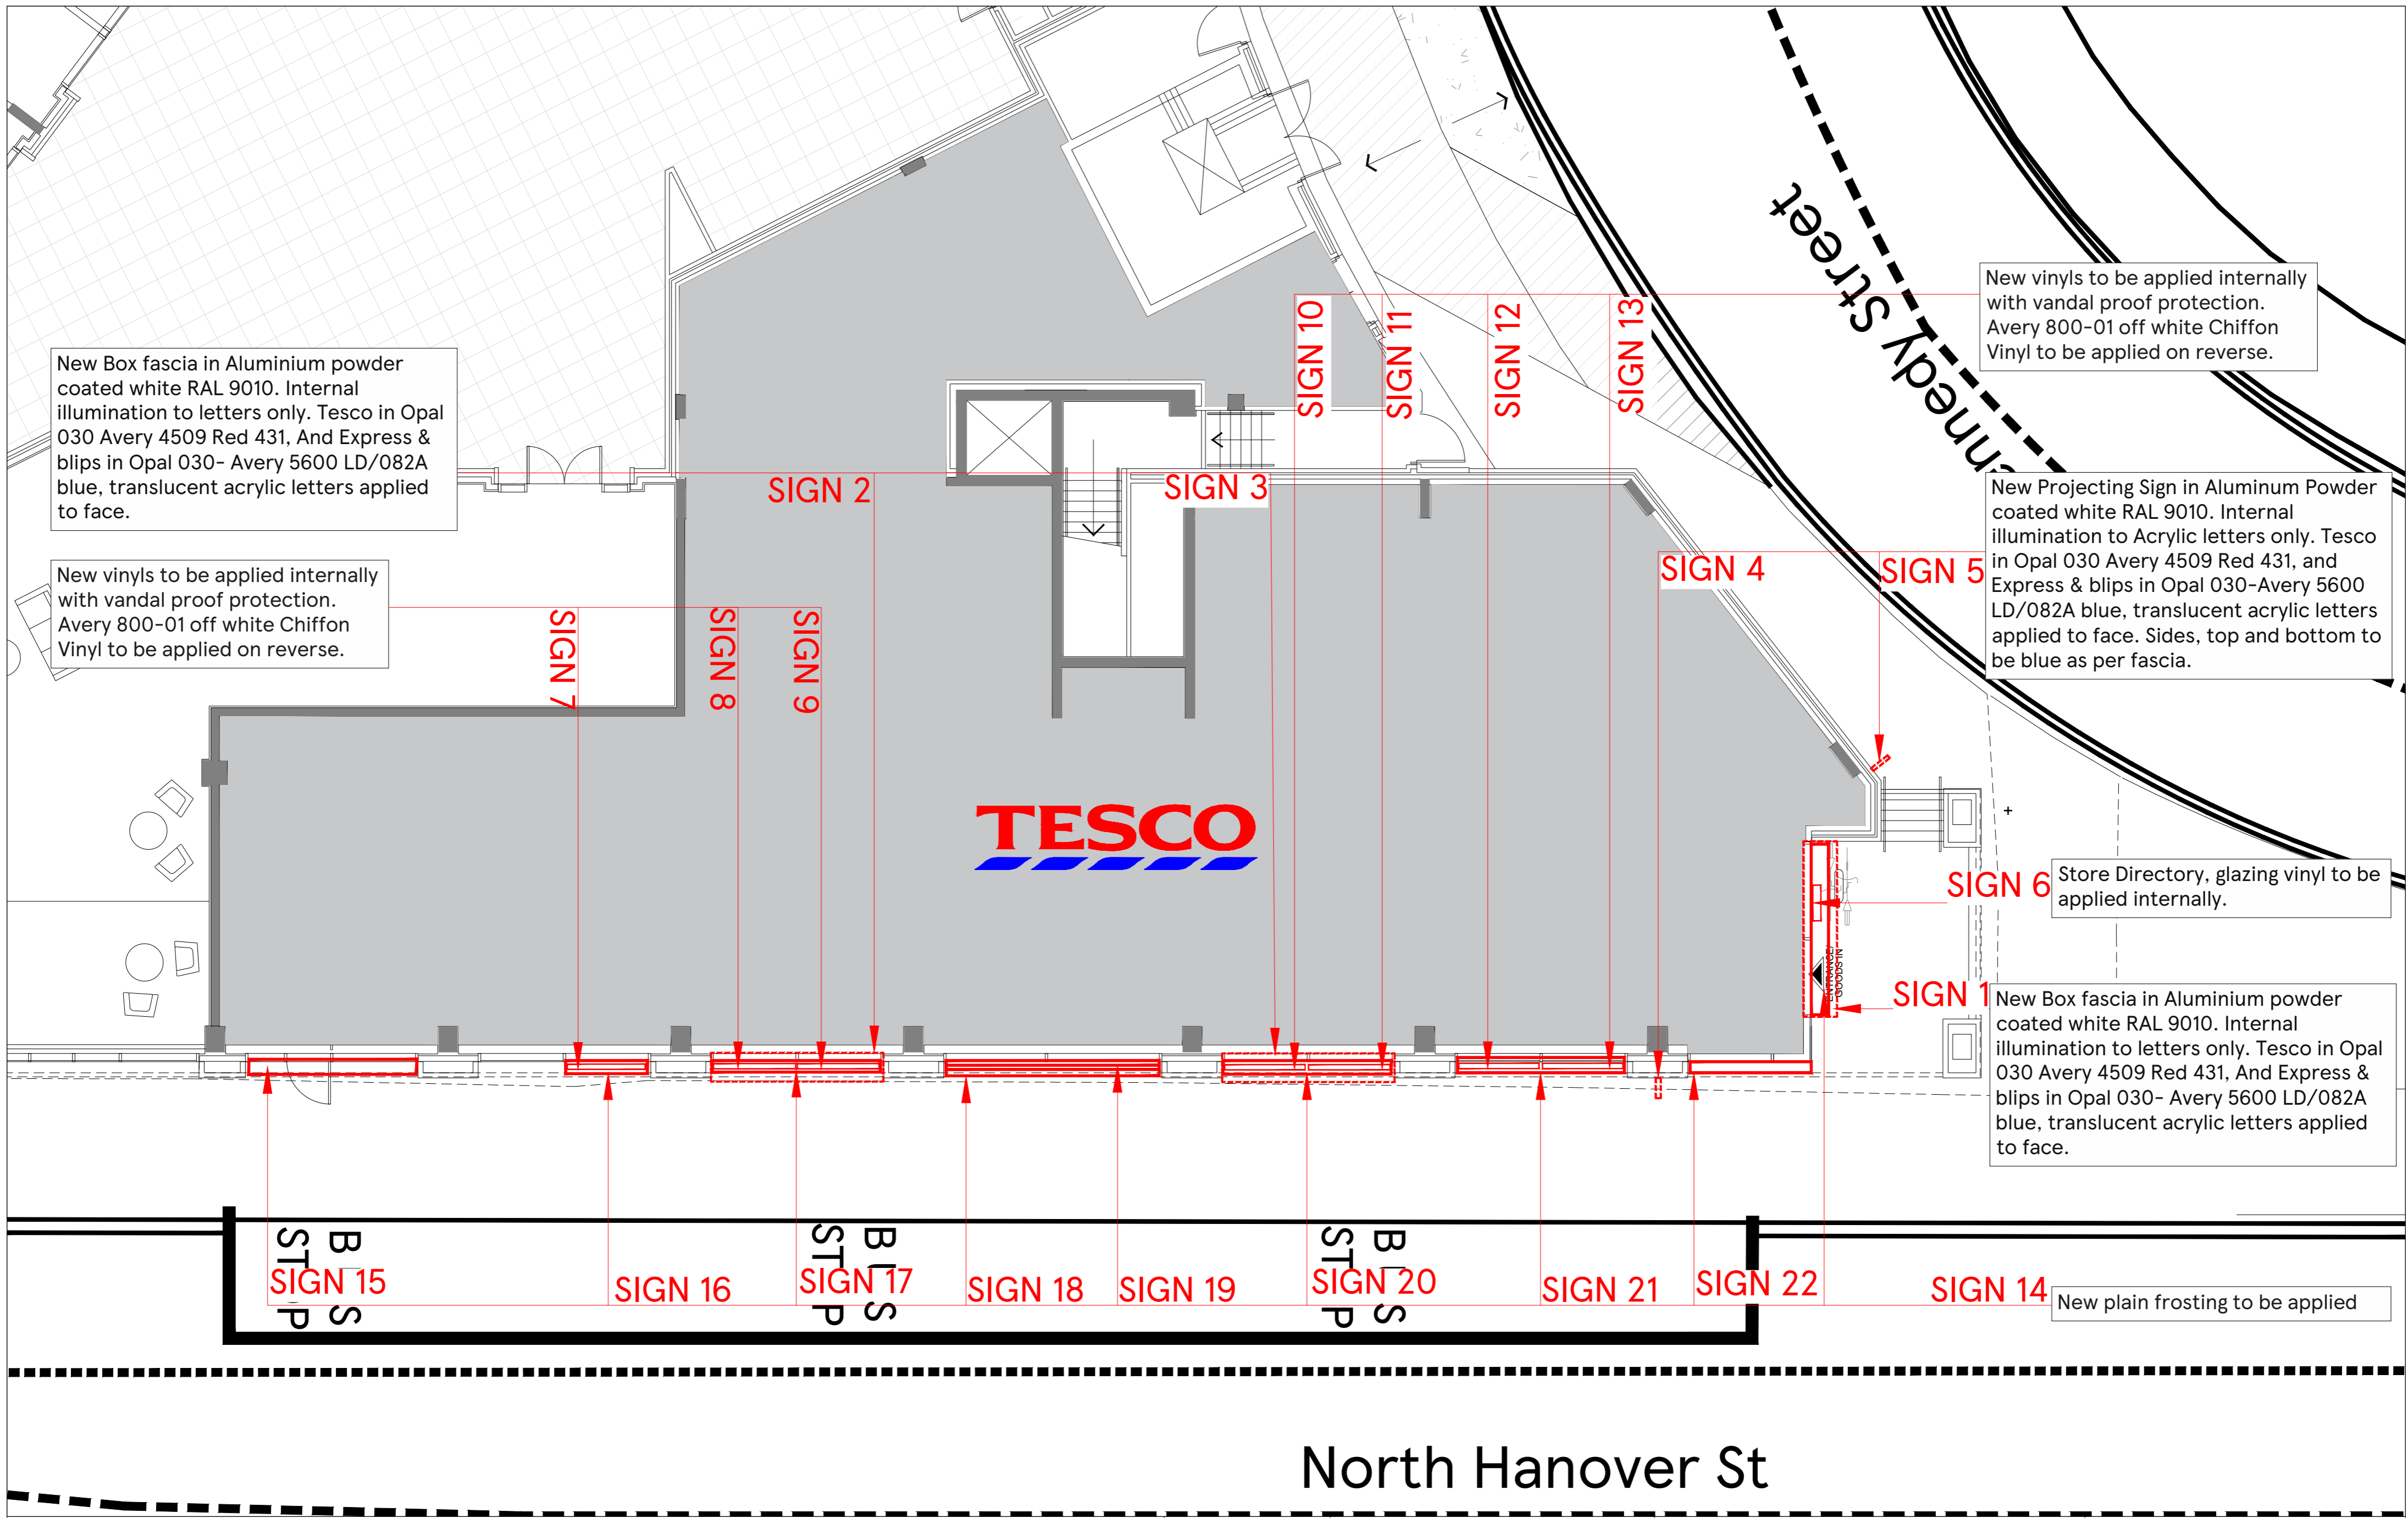 New vinyls to be applied internally
with vandal proof protection.
Avery 800-01 off white Chiffon
Vinyl to be applied on reverse.
Street
SIGN 10
SIGN 11
SIGN 12
SIGN 13
New Box fascia in Aluminium powder
coated white RAL 9010. Internal
illumination to letters only. Tesco in Opal
030 Avery 4509 Red 431, And Express &
blips in Opal 030- Avery 5600 LD/082A
blue, translucent acrylic letters applied
to face.
SIGN 2
SIGN 3
New Projecting Sign in Aluminum Powder
coated white RAL 9010. Internal
illumination to Acrylic letters only. Tesco
in Opal 030 Avery 4509 Red 431, and
Express & blips in Opal 030-Avery 5600
LD/082A blue, translucent acrylic letters
applied to face. Sides, top and bottom to
be blue as per fascia.
SIGN 4
SIGN 5
New vinyls to be applied internally
with vandal proof protection.
Avery 800-01 off white Chiffon
Vinyl to be applied on reverse.
SIGN 7
SIGN 8
SIGN 9
TESCO
SIGN 6
Store Directory, glazing vinyl to be
applied internally.
ENTRANCE/
GOODS IN
SIGN 1
New Box fascia in Aluminium powder
coated white RAL 9010. Internal
illumination to letters only. Tesco in Opal
030 Avery 4509 Red 431, And Express &
blips in Opal 030- Avery 5600 LD/082A
blue, translucent acrylic letters applied
to face.
SIGN 15
SIGN 16
SIGN 17
SIGN 18
SIGN 19
SIGN 20
SIGN 21
SIGN 22
SIGN 14
New plain frosting to be applied
North Hanover St